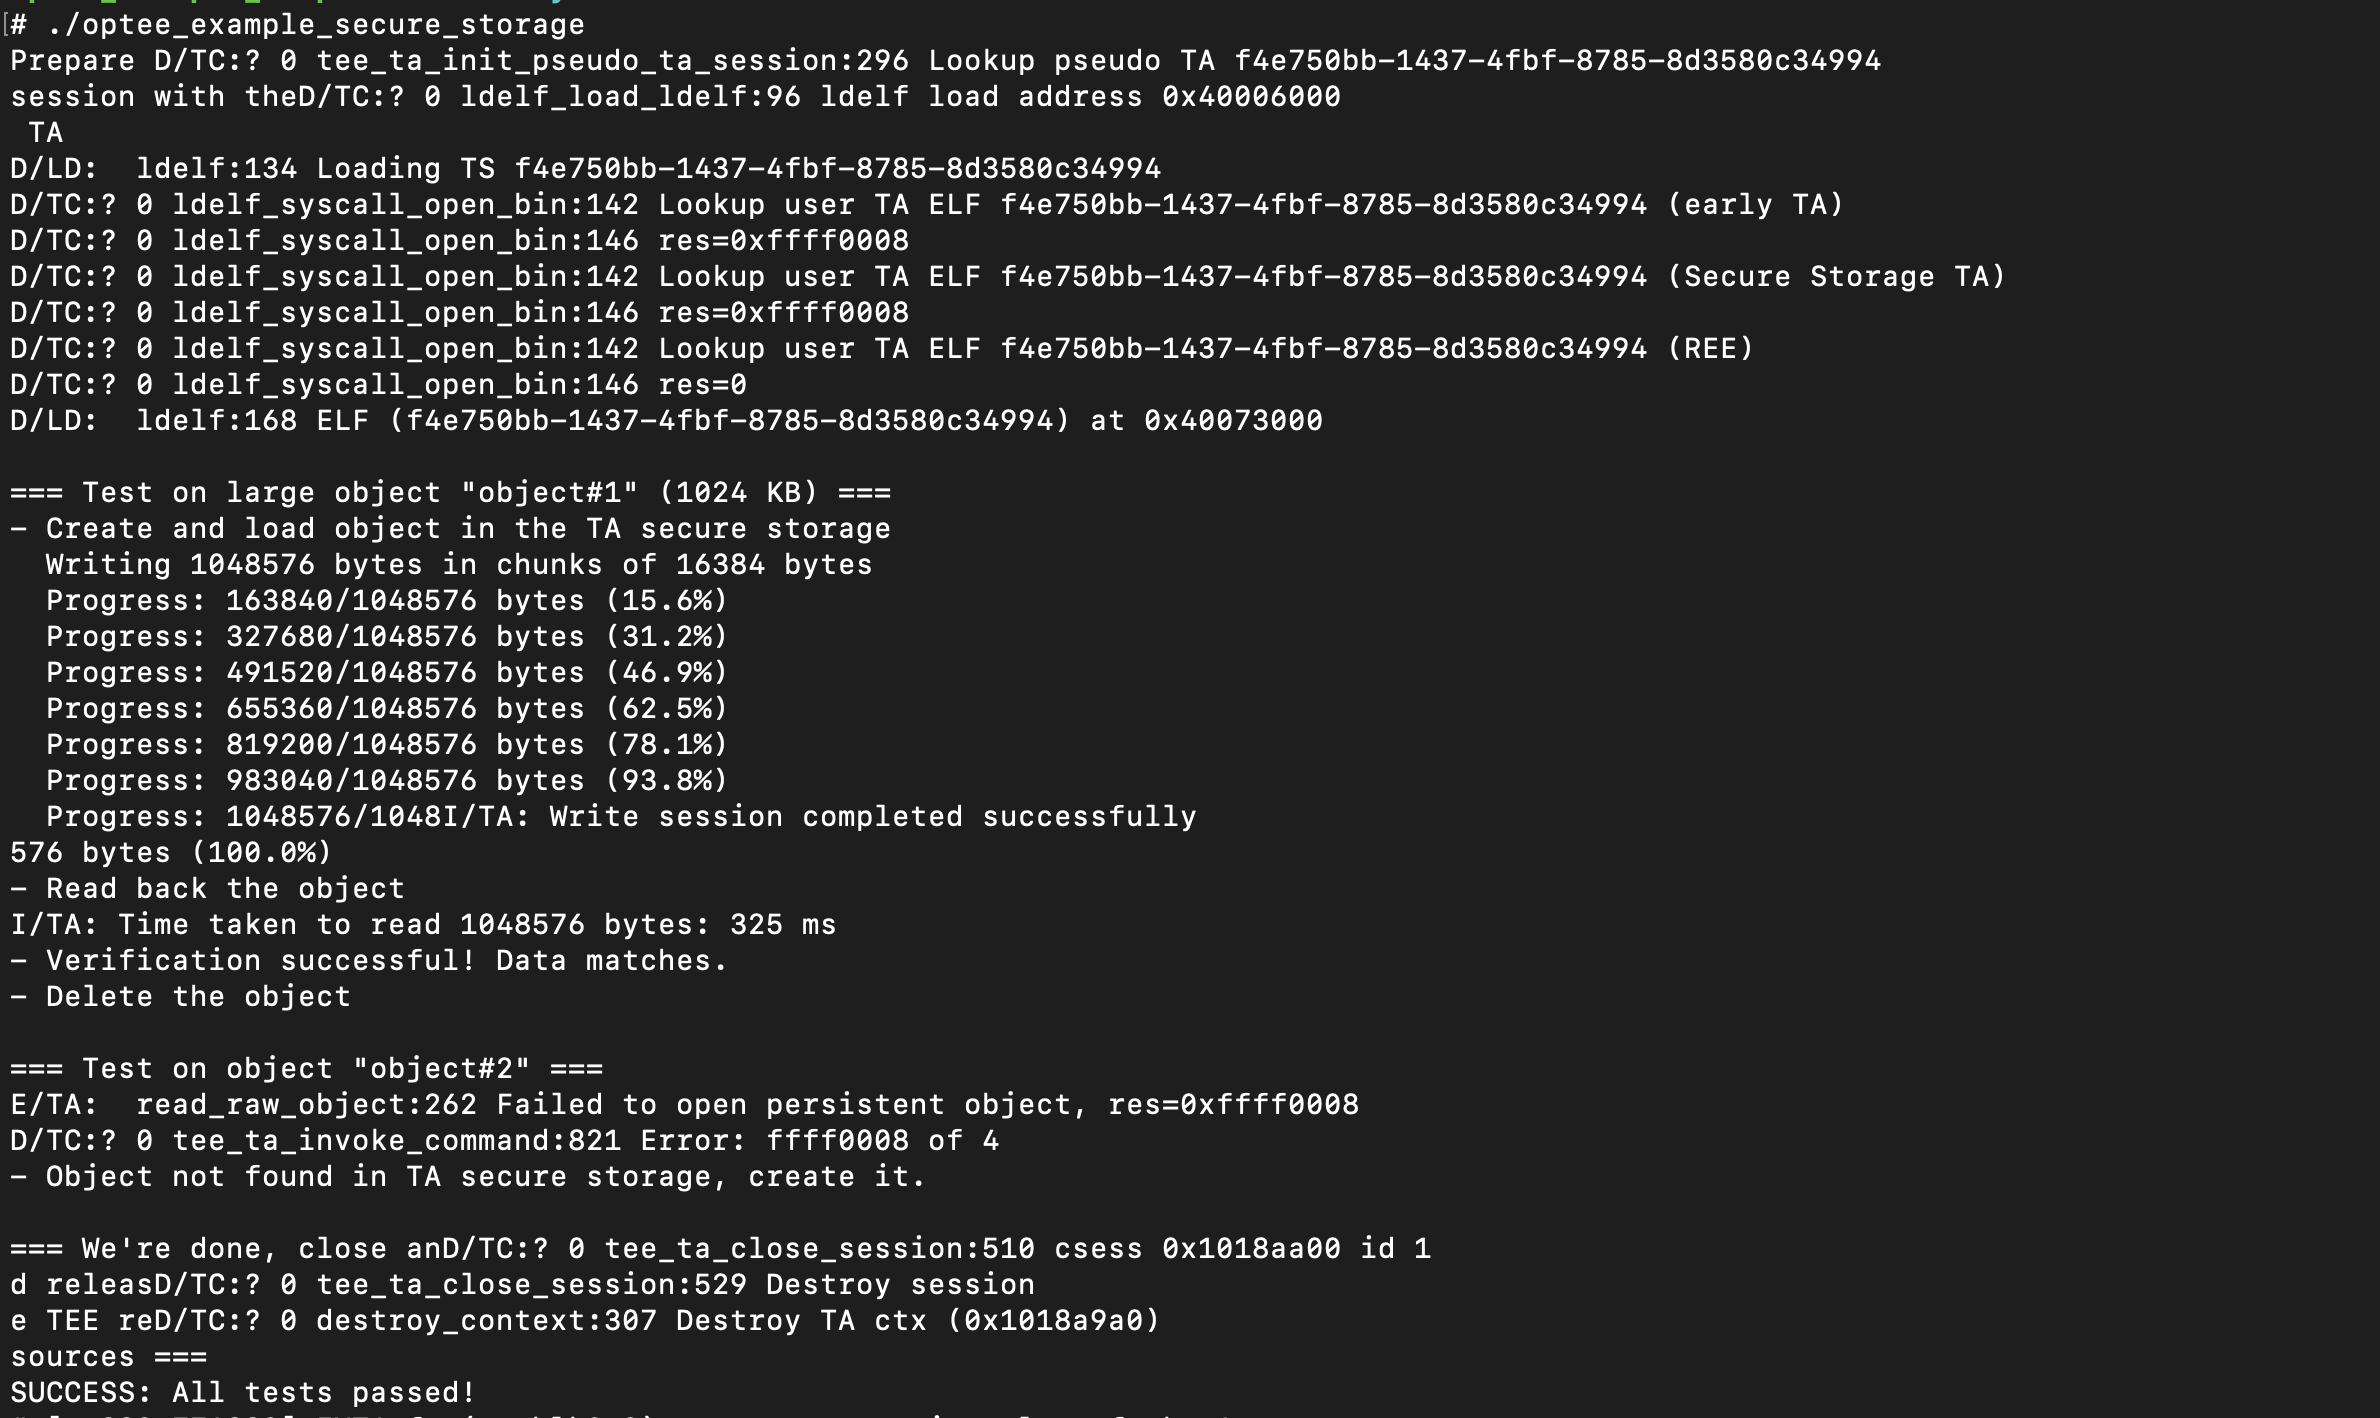 [# ./optee_example_secure_storage
Prepare D/TC:? 0 tee_ta_init_pseudo_ta_session:296 Lookup pseudo TA f4e750bb-1437-4fbf-8785-8d3580c34994
session with theD/TC:? 0 ldelf_load_ldelf:96 ldelf load address 0x40006000
 TA
D/LD:  ldelf:134 Loading TS f4e750bb-1437-4fbf-8785-8d3580c34994
D/TC:? 0 ldelf_syscall_open_bin:142 Lookup user TA ELF f4e750bb-1437-4fbf-8785-8d3580c34994 (early TA)
D/TC:? 0 ldelf_syscall_open_bin:146 res=0xffff0008
D/TC:? 0 ldelf_syscall_open_bin:142 Lookup user TA ELF f4e750bb-1437-4fbf-8785-8d3580c34994 (Secure Storage TA)
D/TC:? 0 ldelf_syscall_open_bin:146 res=0xffff0008
D/TC:? 0 ldelf_syscall_open_bin:142 Lookup user TA ELF f4e750bb-1437-4fbf-8785-8d3580c34994 (REE)
D/TC:? 0 ldelf_syscall_open_bin:146 res=0
D/LD:  ldelf:168 ELF (f4e750bb-1437-4fbf-8785-8d3580c34994) at 0x40073000

=== Test on large object "object#1" (1024 KB) ===
- Create and load object in the TA secure storage
  Writing 1048576 bytes in chunks of 16384 bytes
  Progress: 163840/1048576 bytes (15.6%)
  Progress: 327680/1048576 bytes (31.2%)
  Progress: 491520/1048576 bytes (46.9%)
  Progress: 655360/1048576 bytes (62.5%)
  Progress: 819200/1048576 bytes (78.1%)
  Progress: 983040/1048576 bytes (93.8%)
  Progress: 1048576/1048I/TA: Write session completed successfully
576 bytes (100.0%)
- Read back the object
I/TA: Time taken to read 1048576 bytes: 325 ms
- Verification successful! Data matches.
- Delete the object

=== Test on object "object#2" ===
E/TA:  read_raw_object:262 Failed to open persistent object, res=0xffff0008
D/TC:? 0 tee_ta_invoke_command:821 Error: ffff0008 of 4
- Object not found in TA secure storage, create it.

=== We're done, close anD/TC:? 0 tee_ta_close_session:510 csess 0x1018aa00 id 1
d releasD/TC:? 0 tee_ta_close_session:529 Destroy session
e TEE reD/TC:? 0 destroy_context:307 Destroy TA ctx (0x1018a9a0)
sources ===
SUCCESS: All tests passed!